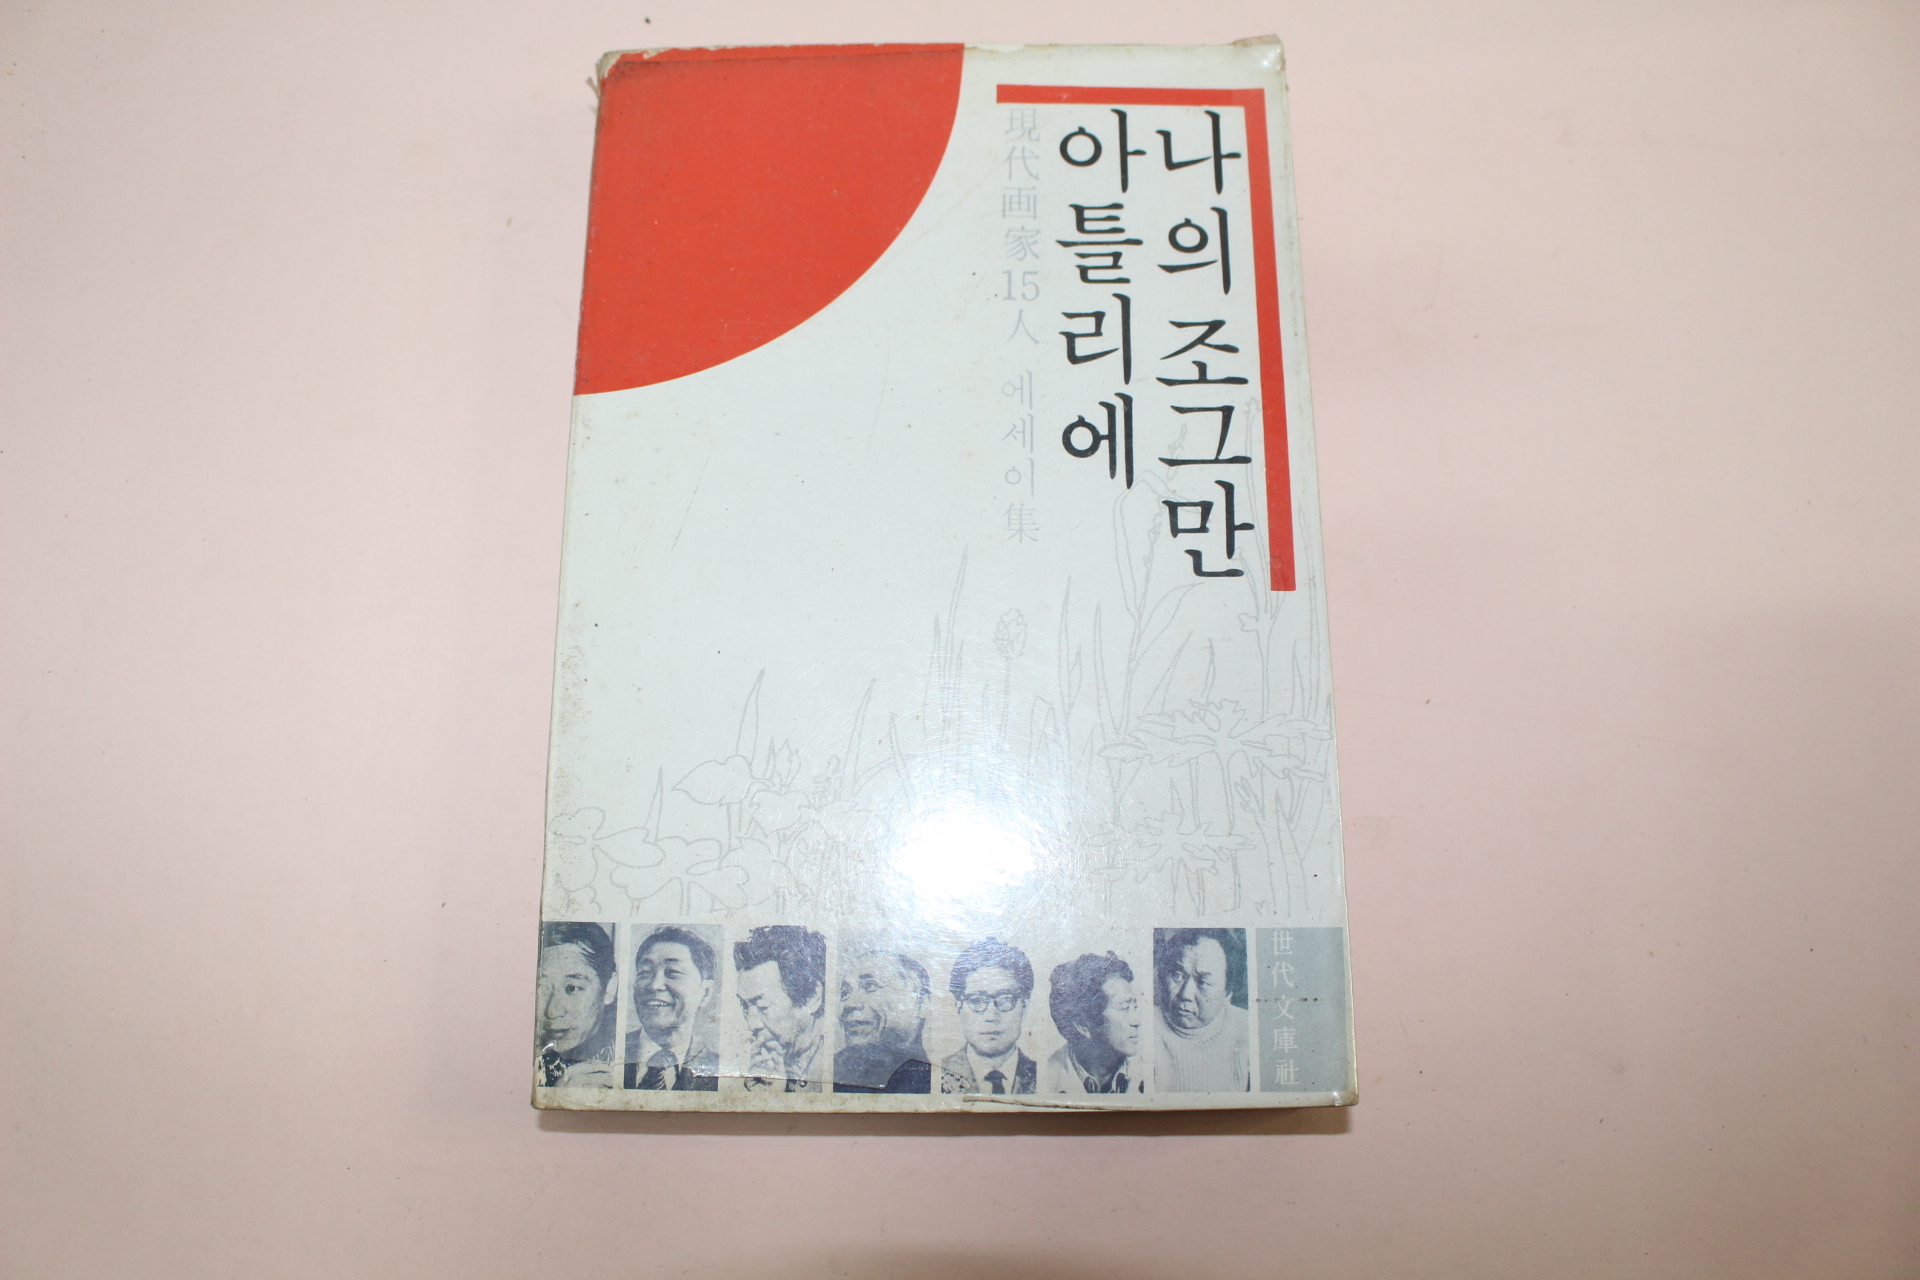 나의 조그만
아틀리에
現代画家15人 에세이集
世代文庫社